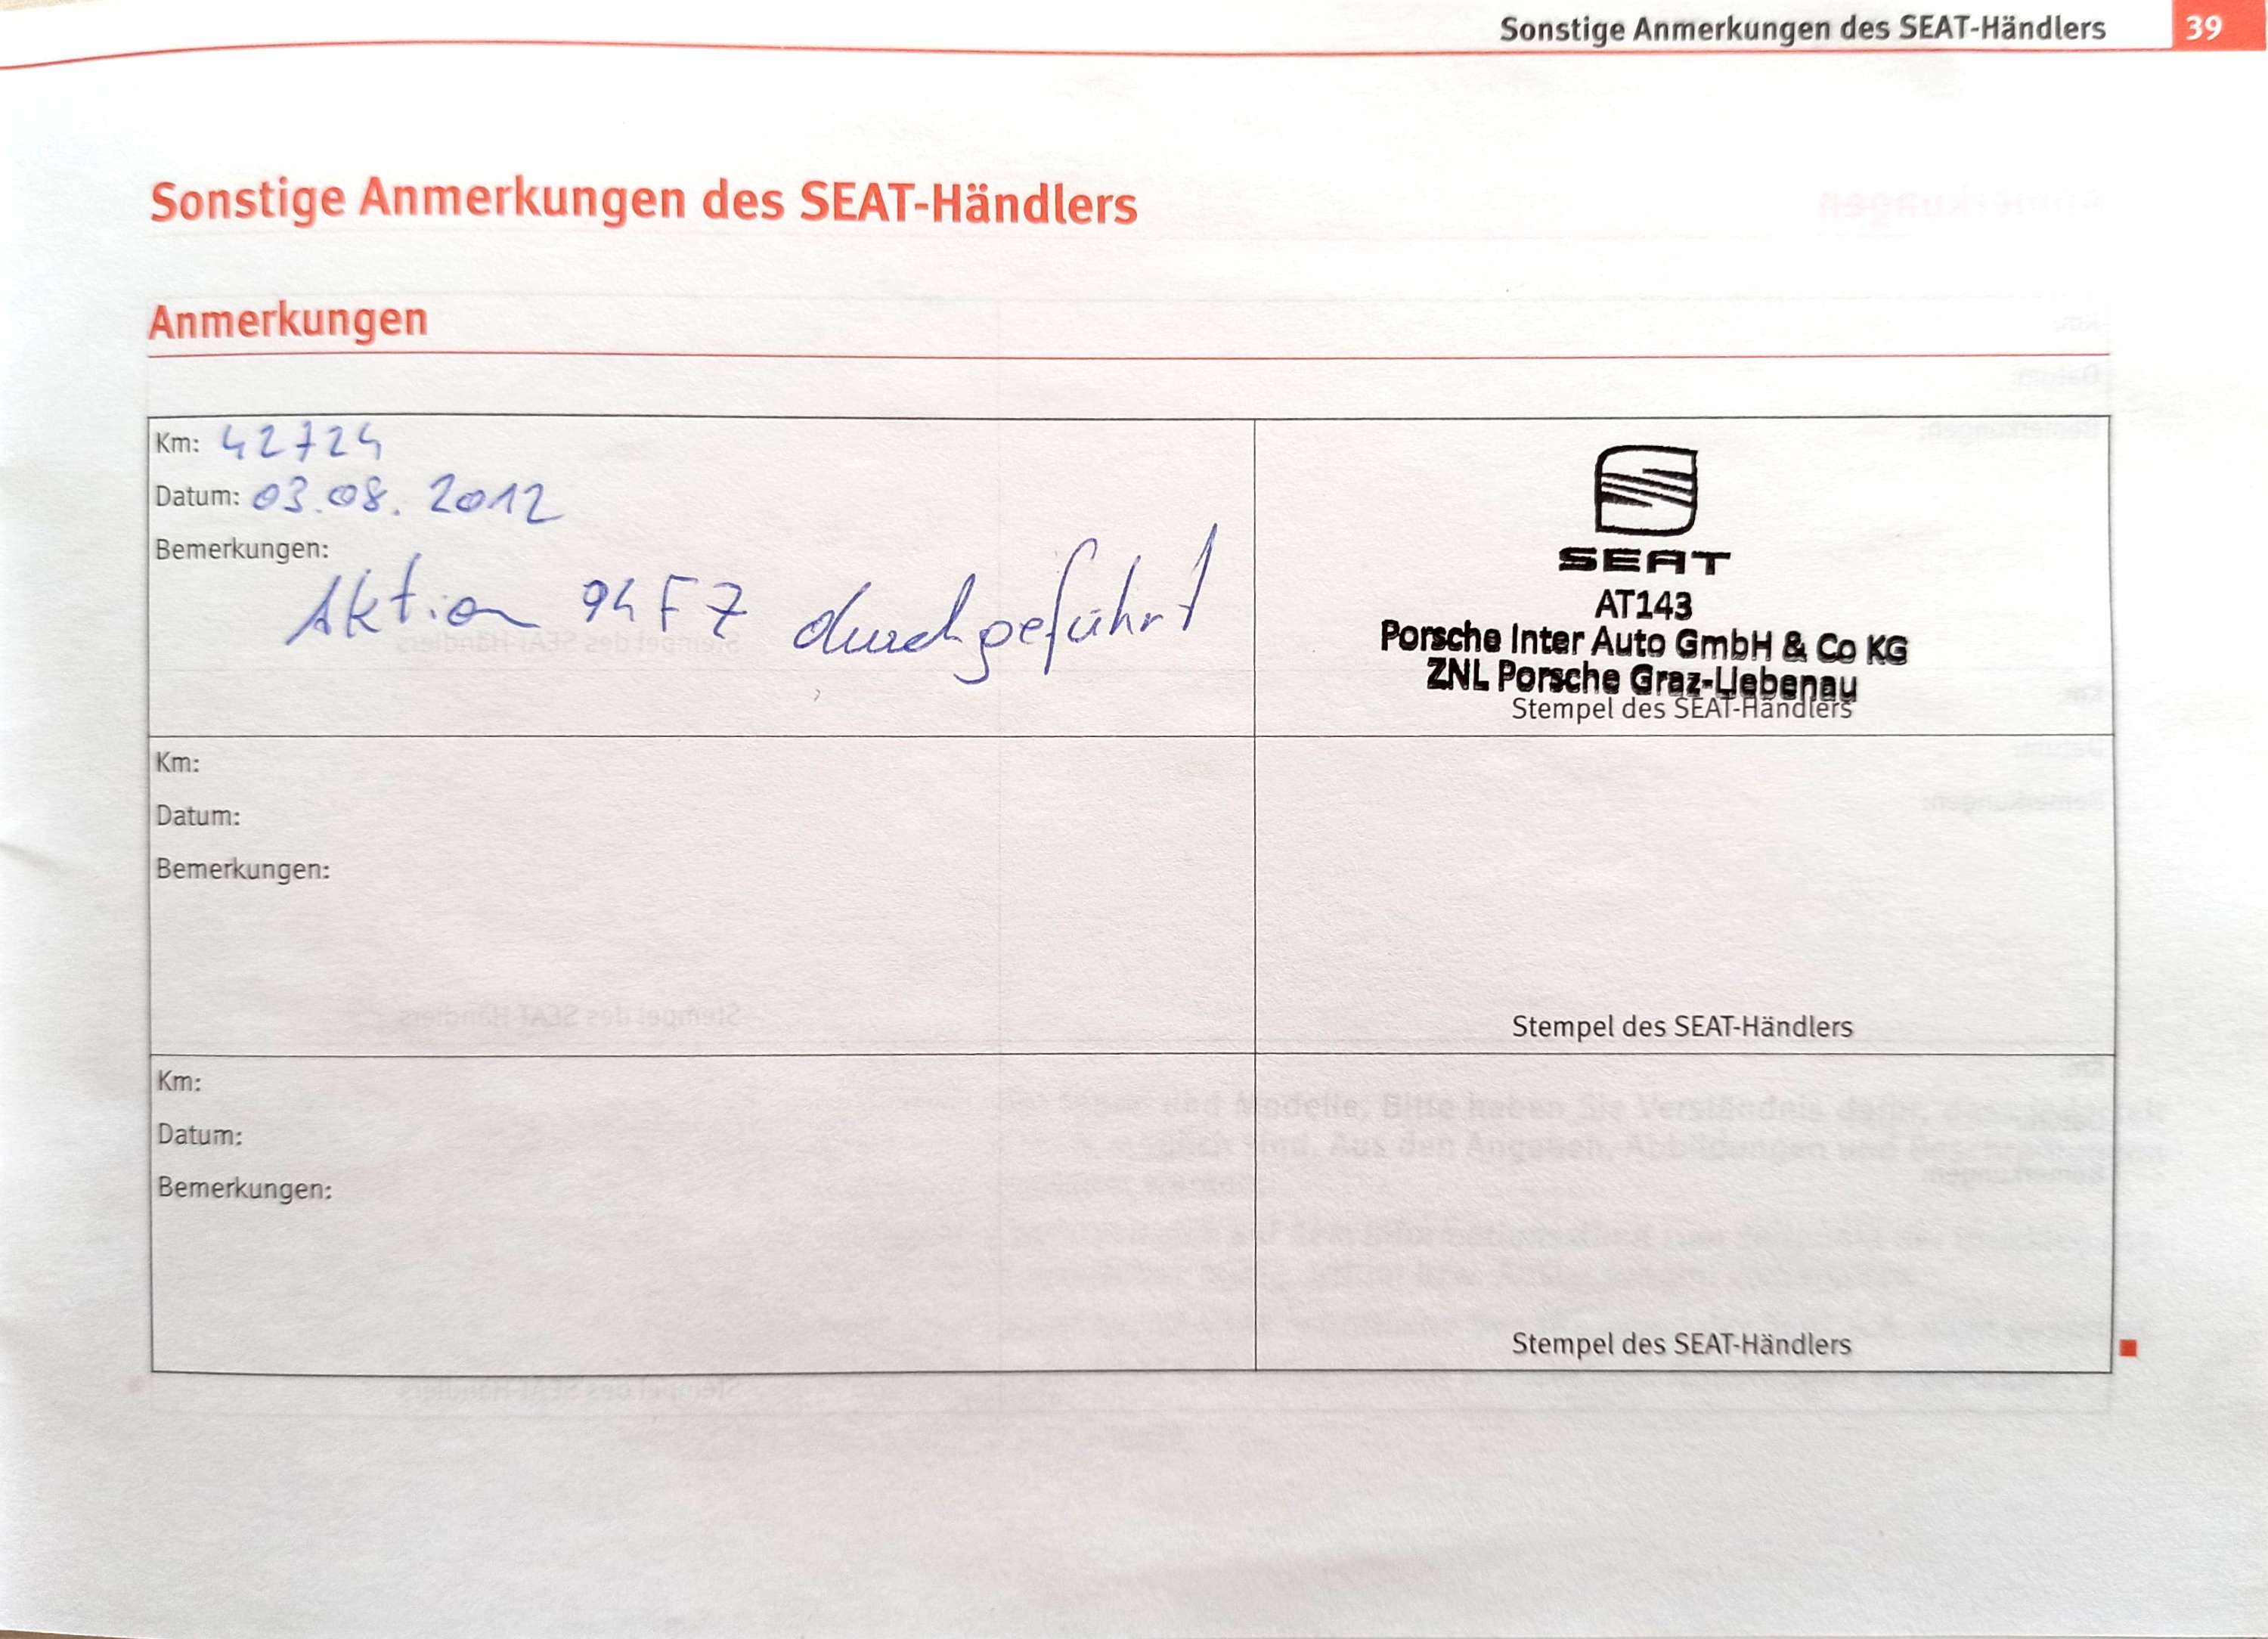 Sonstige Anmerkungen des SEAT-Händlers 39
Sonstige Anmerkungen des SEAT-Händlers
Anmerkungen
Km: 42724
Datum: 03.08.2012
Bemerkungen:
Aktion 94F7 durchgeführt
SEAT
AT143
Porsche Inter Auto GmbH & Co KG
ZNL Porsche Graz-Liebenau
Stempel des SEAT-Händlers
Km:
Datum:
Bemerkungen:
Stempel des SEAT-Händlers
Km:
Datum:
Bemerkungen:
Stempel des SEAT-Händlers